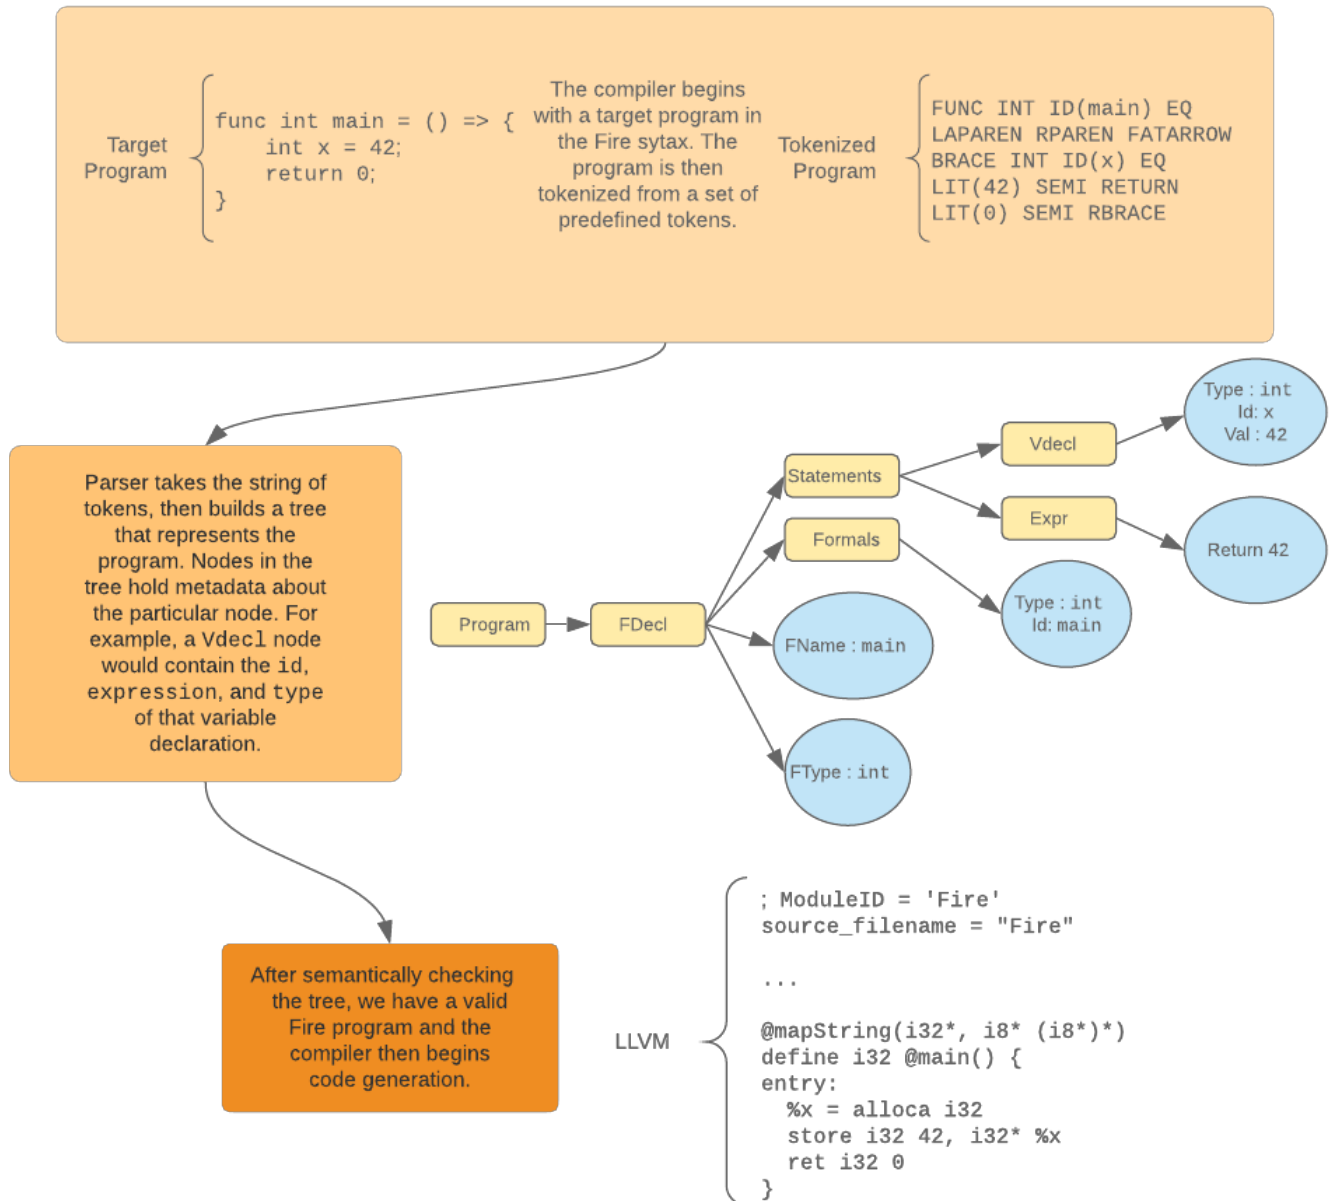 Target
Program
func int main = () => {
int x = 42;
return 0;
}
The compiler begins
with a target program in
the Fire sytax. The
program is then
tokenized from a set of
predefined tokens.
Tokenized
Program
FUNC INT ID(main) EQ
LAPAREN RPAREN FATARROW
BRACE INT ID(x) EQ
LIT(42) SEMI RETURN
LIT(0) SEMI RBRACE
Parser takes the string of
tokens, then builds a tree
that represents the
program. Nodes in the
tree hold metadata about
the particular node. For
example, a Vdecl node
would contain the id,
expression, and type
of that variable
declaration.
Program
FDecl
Statements
Formals
FName : main
FType : int
Vdecl
Expr
Type : int
Id: main
Type : int
Id: x
Val : 42
Return 42
After semantically checking
the tree, we have a valid
Fire program and the
compiler then begins
code generation.
LLVM
; ModuleID = 'Fire'
source_filename = "Fire"
...
@mapString(i32*, i8* (i8*)*)
define i32 @main() {
entry:
%x = alloca i32
store i32 42, i32* %x
ret i32 0
}